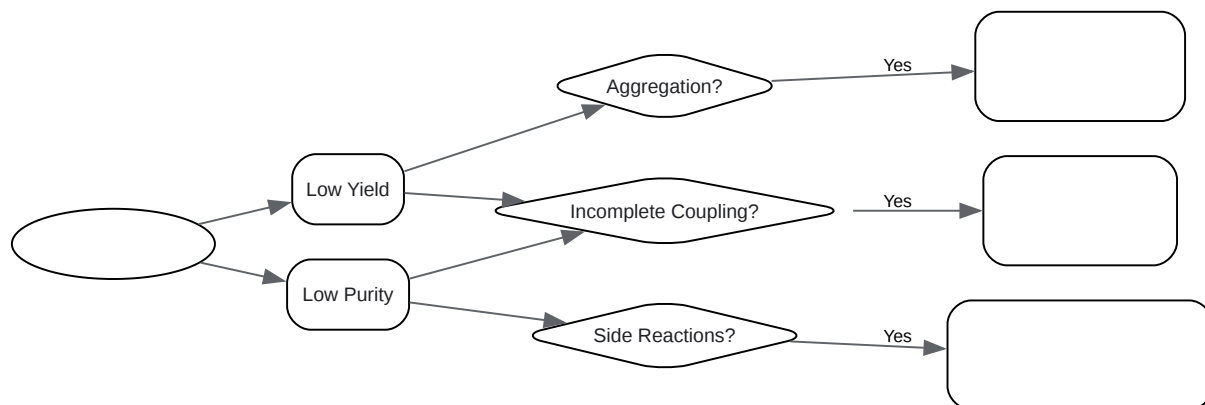 Aggregation?
Yes
Low Yield
Incomplete Coupling?
Yes
Low Purity
Side Reactions?
Yes